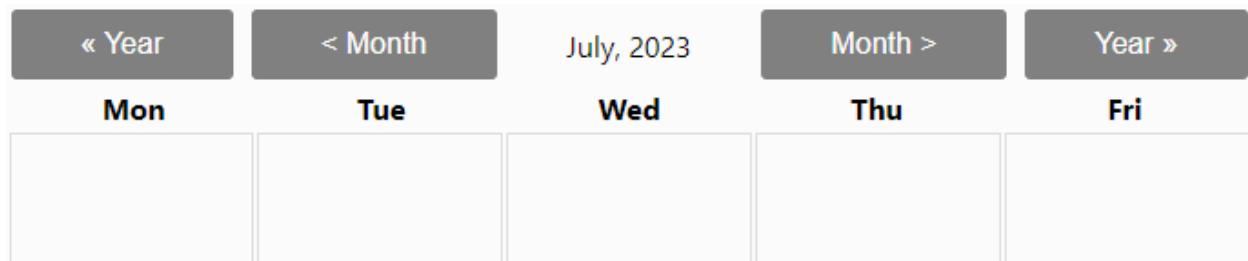 « Year < Month July, 2023 Month > Year »
Mon Tue Wed Thu Fri